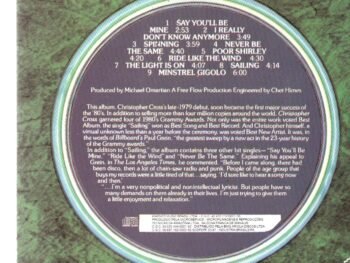 1 SAY YOU'LL BE
MINE 2:53 2 I REALLY
DON'T KNOW ANYMORE 3:49
3 SPINNING 3:59 4 NEVER BE
THE SAME 4:40 5 POOR SHIRLEY
4:20 6 RIDE LIKE THE WIND 4:30
7 THE LIGHT IS ON 4:07 8 SAILING 4:14
9 MINSTREL GIGOLO 6:00
Produced by Michael Omartian A Free Flow Production Engineered by Chet Himes
This album, Christopher Cross's late-1979 debut, soon became the first major success of
the '80's. In addition to selling more than four million copies around the world, Christopher
Cross garnered four of 1980's Grammy Awards. Not only was the entire work voted Best
Album, the single "Sailing" reigned as Best Song and Best Record. And Christopher himself, a
virtual unknown less than a year before the ceremony, was voted Best New Artist. It was, in
the words of Billboard's Paul Grein, "the greatest sweep by a new act in the 23-year history
of the Grammy awards."
In addition to "Sailing," the album contains three other hit singles—"Say You'll Be
Mine," "Ride Like the Wind" and "Never Be The Same." Explaining his appeal to
Grein, in The Los Angeles Times, he commented, "Before I came along, there had
been disco, then a lot of chain-saw radio and punk. People of the age group that
buys my records were a little tired of that...saying, 'I'd sure like to hear a song now
and then.'
"...I'm a very nonpolitical and nonintellectual lyricist. But people have so
many demands on them already in their lives. I'm just trying to give them
a little enjoyment and relaxation."